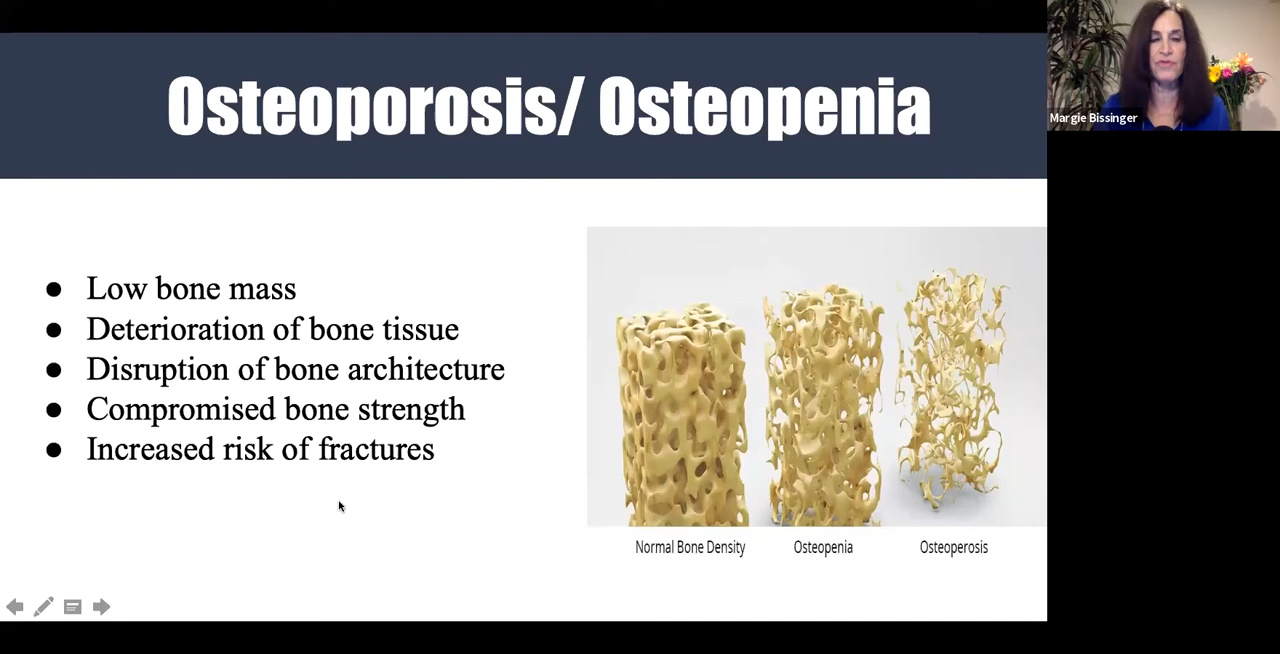 Osteoporosis/ Osteopenia
Margie Bissinger
● Low bone mass
● Deterioration of bone tissue
● Disruption of bone architecture
● Compromised bone strength
● Increased risk of fractures
Normal Bone Density Osteopenia Osteoperosis